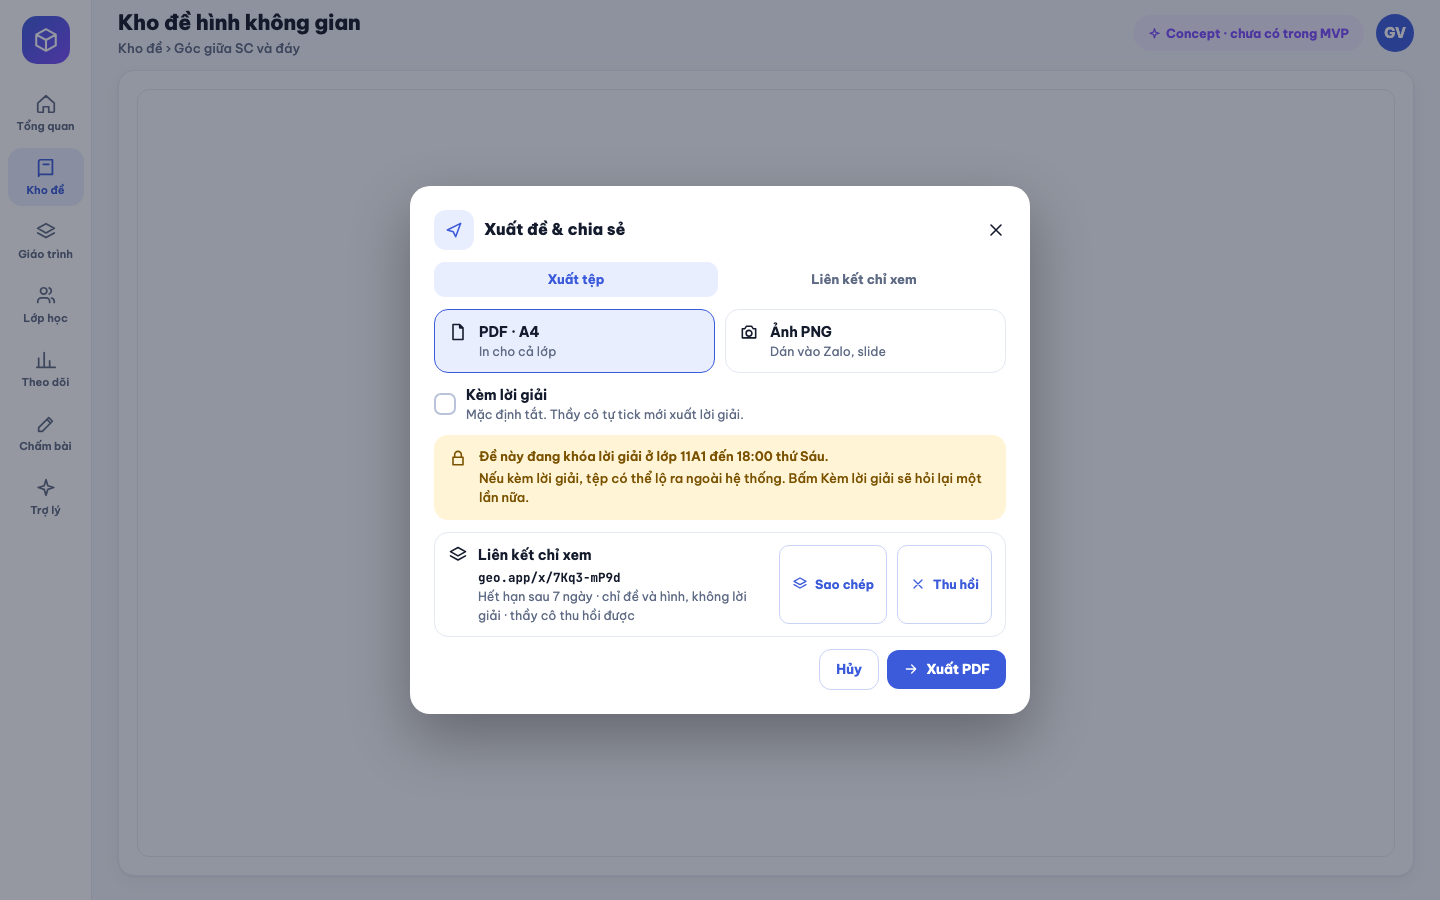 Kho đề hình không gian
Kho đề › Góc giữa SC và đáy
Concept · chưa có trong MVP
GV
Tổng quan
Kho đề
Giáo trình
Lớp học
Theo dõi
Chấm bài
Trợ lý
Xuất đề & chia sẻ
Xuất tệp
Liên kết chỉ xem
PDF · A4
In cho cả lớp
Ảnh PNG
Dán vào Zalo, slide
Kèm lời giải
Mặc định tắt. Thầy cô tự tick mới xuất lời giải.
Đề này đang khóa lời giải ở lớp 11A1 đến 18:00 thứ Sáu.
Nếu kèm lời giải, tệp có thể lộ ra ngoài hệ thống. Bấm Kèm lời giải sẽ hỏi lại một
lần nữa.
Liên kết chỉ xem
geo.app/x/7Kq3-mP9d
Hết hạn sau 7 ngày · chỉ đề và hình, không lời
giải · thầy cô thu hồi được
Sao chép
Thu hồi
Hủy
Xuất PDF